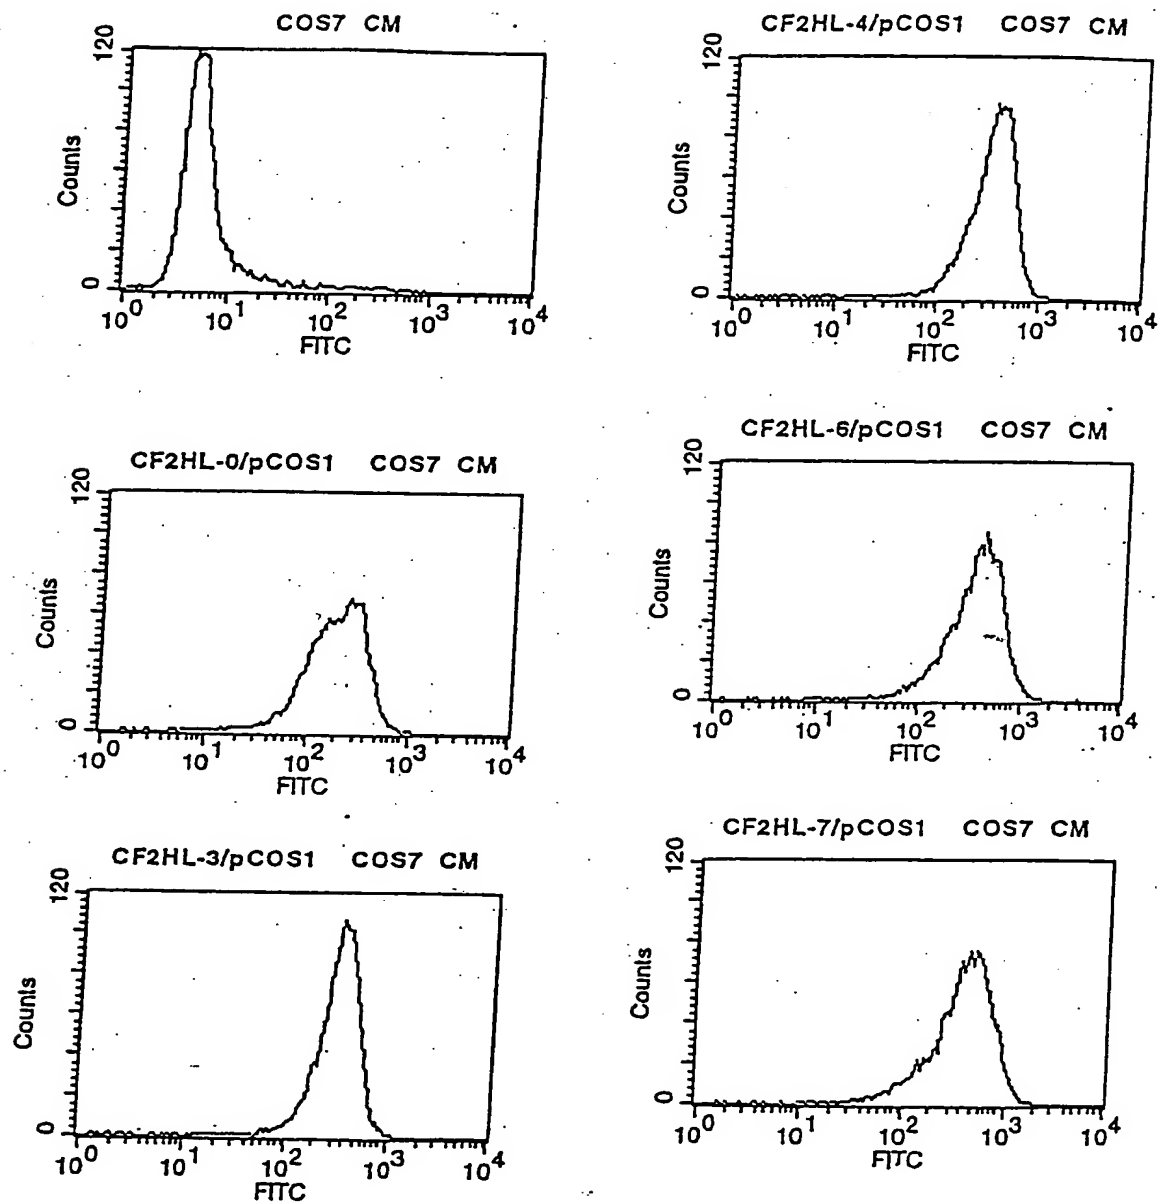 COS7 CM
120
Counts
0
10^0 10^1 10^2 10^3 10^4
FITC
CF2HL-0/pCOS1 COS7 CM
120
Counts
0
10^0 10^1 10^2 10^3 10^4
FITC
CF2HL-3/pCOS1 COS7 CM
120
Counts
0
10^0 10^1 10^2 10^3 10^4
FITC
CF2HL-4/pCOS1 COS7 CM
120
Counts
0
10^0 10^1 10^2 10^3 10^4
FITC
CF2HL-6/pCOS1 COS7 CM
120
Counts
0
10^0 10^1 10^2 10^3 10^4
FITC
CF2HL-7/pCOS1 COS7 CM
120
Counts
0
10^0 10^1 10^2 10^3 10^4
FITC